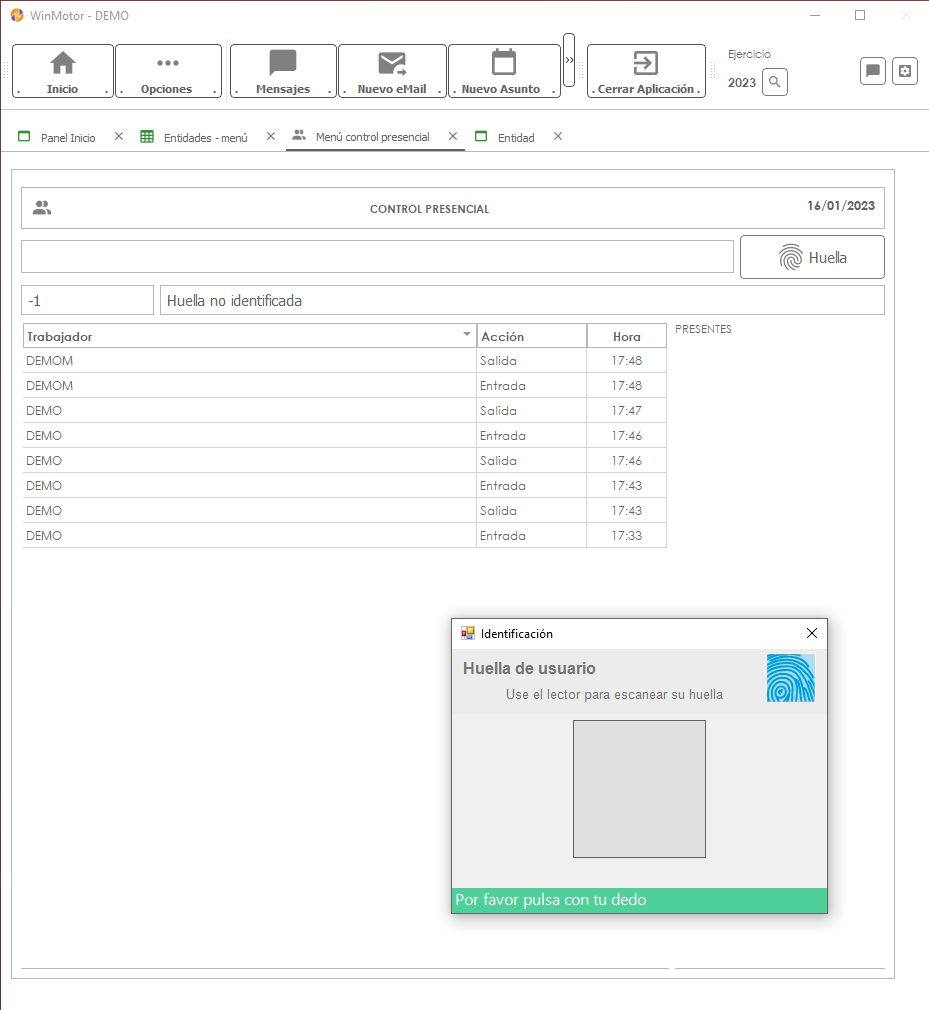 WinMotor - DEMO
Inicio
Opciones
Mensajes
Nuevo eMail
Nuevo Asunto
»
Cerrar Aplicación
Ejercicio
2023
Panel Inicio
Entidades - menú
Menú control presencial
Entidad
CONTROL PRESENCIAL
16/01/2023
Huella
-1
Huella no identificada
Trabajador Acción Hora
PRESENTES
DEMOM Salida 17:48
DEMOM Entrada 17:48
DEMO Salida 17:47
DEMO Entrada 17:46
DEMO Salida 17:46
DEMO Entrada 17:43
DEMO Salida 17:43
DEMO Entrada 17:33
Identificación
Huella de usuario
Use el lector para escanear su huella
Por favor pulsa con tu dedo